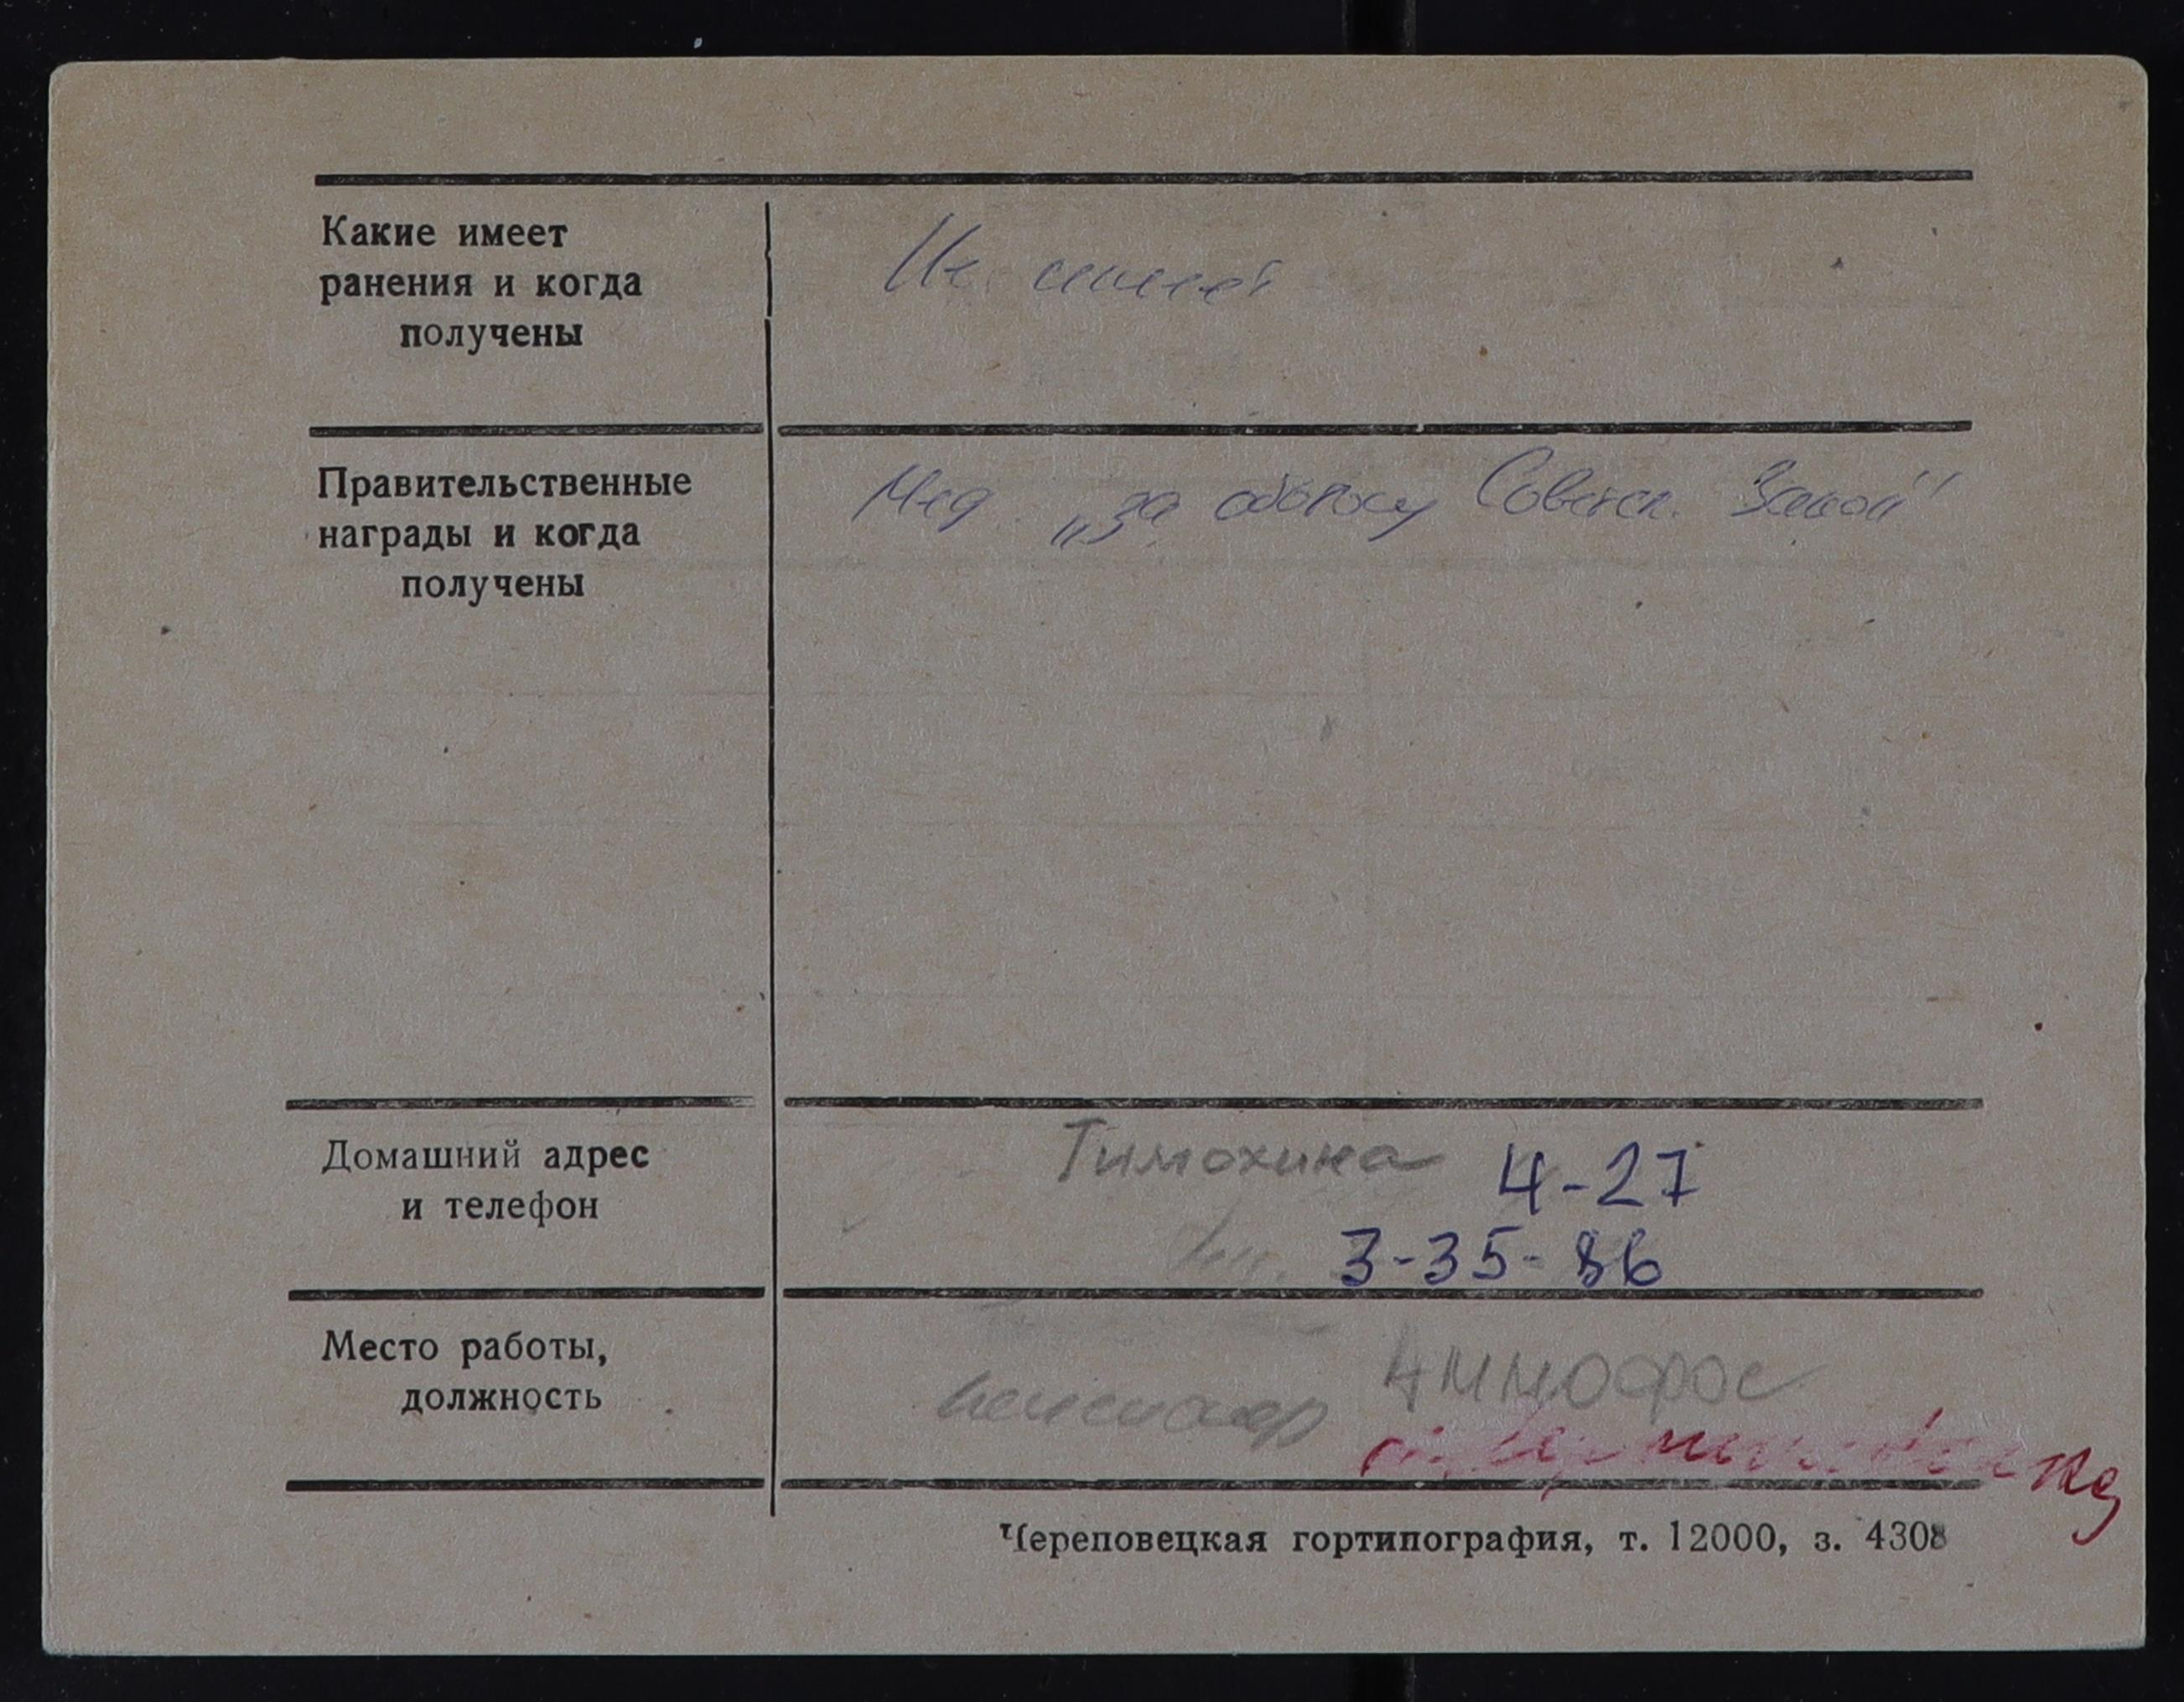 Какие имеет
ранения и когда
получены
Не имеет
Правительственные
награды и когда
получены
Мед. „за оборону Советск. Запол"
Домашний адрес
и телефон
Тимохина 4-27
3-35-86
Место работы,
должность
Аммофос
пенсионер
Череповецкая гортипография, т. 12000, з. 4308